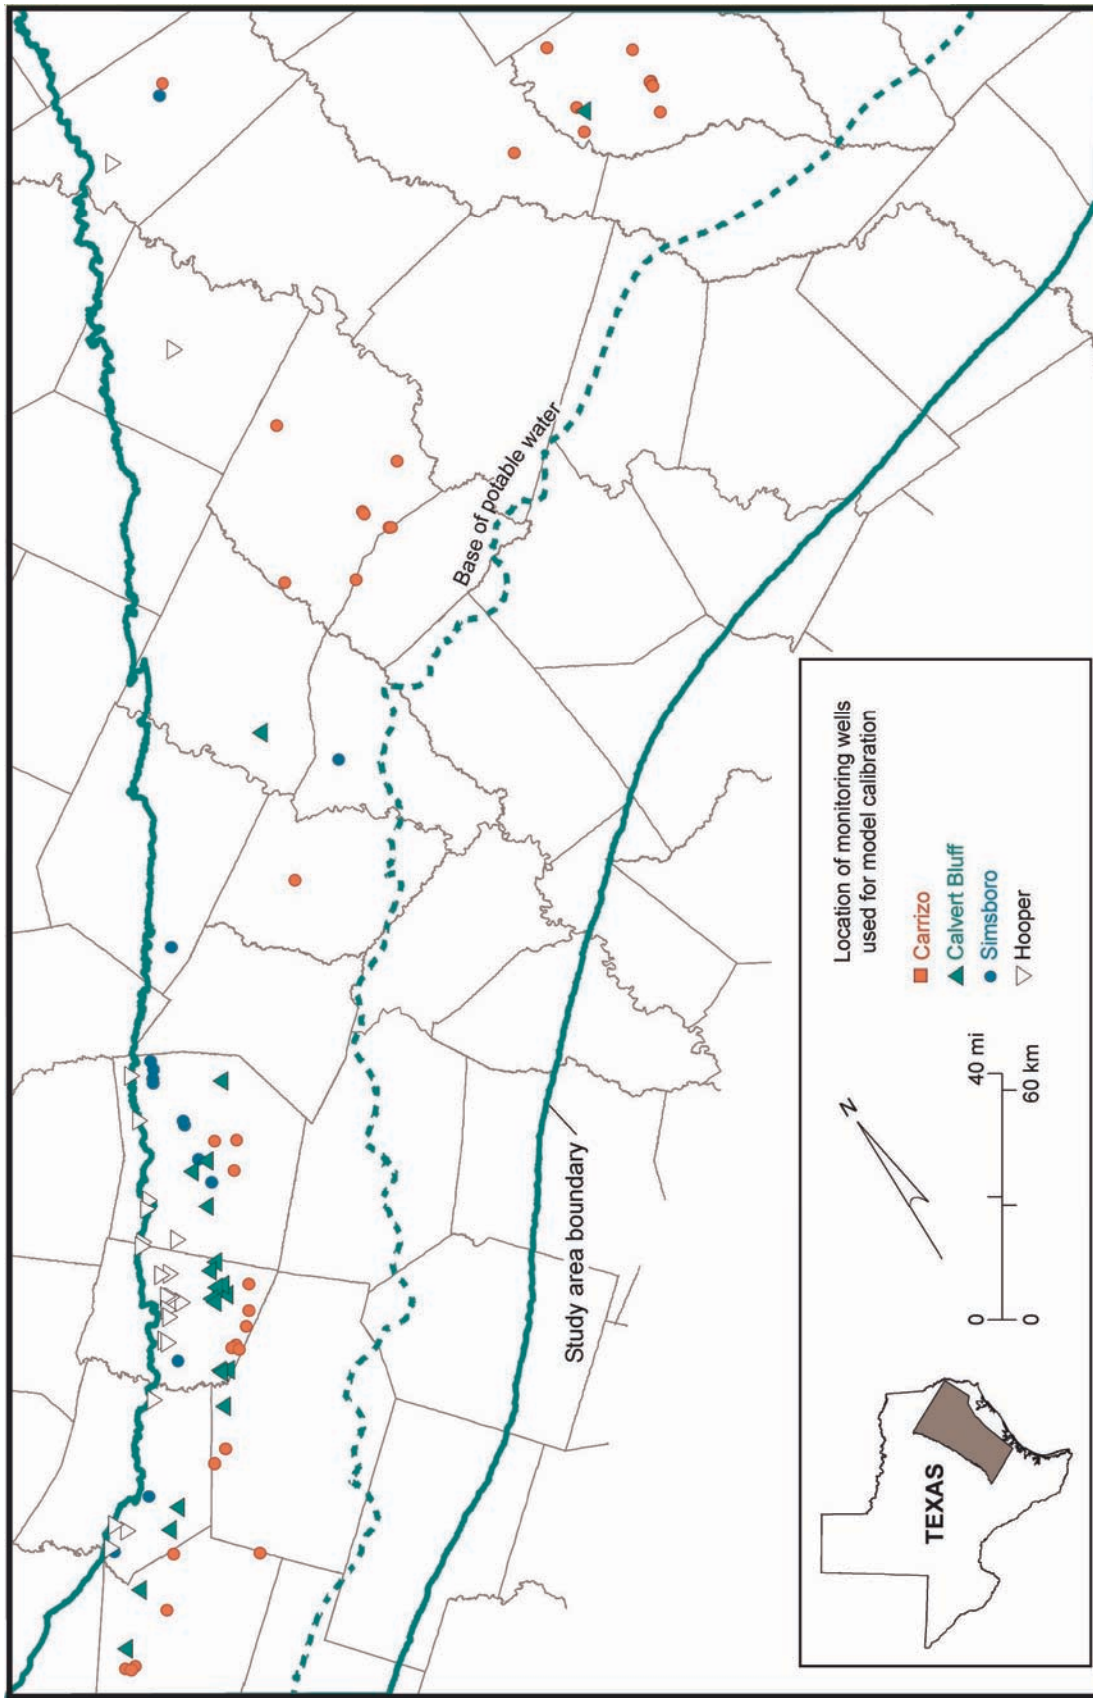 Base of potable water
Study area boundary
TEXAS
N
0
40 mi
0
60 km
Location of monitoring wells
used for model calibration
Carrizo
Calvert Bluff
Simsboro
Hooper